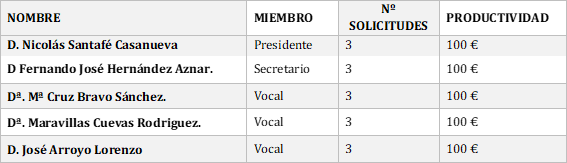 NOMBRE MIEMBRO Nº SOLICITUDES PRODUCTIVIDAD
D. Nicolás Santafé Casanueva Presidente 3 100 €
D Fernando José Hernández Aznar. Secretario 3 100 €
Dª. Mª Cruz Bravo Sánchez. Vocal 3 100 €
Dª. Maravillas Cuevas Rodriguez. Vocal 3 100 €
D. José Arroyo Lorenzo Vocal 3 100 €